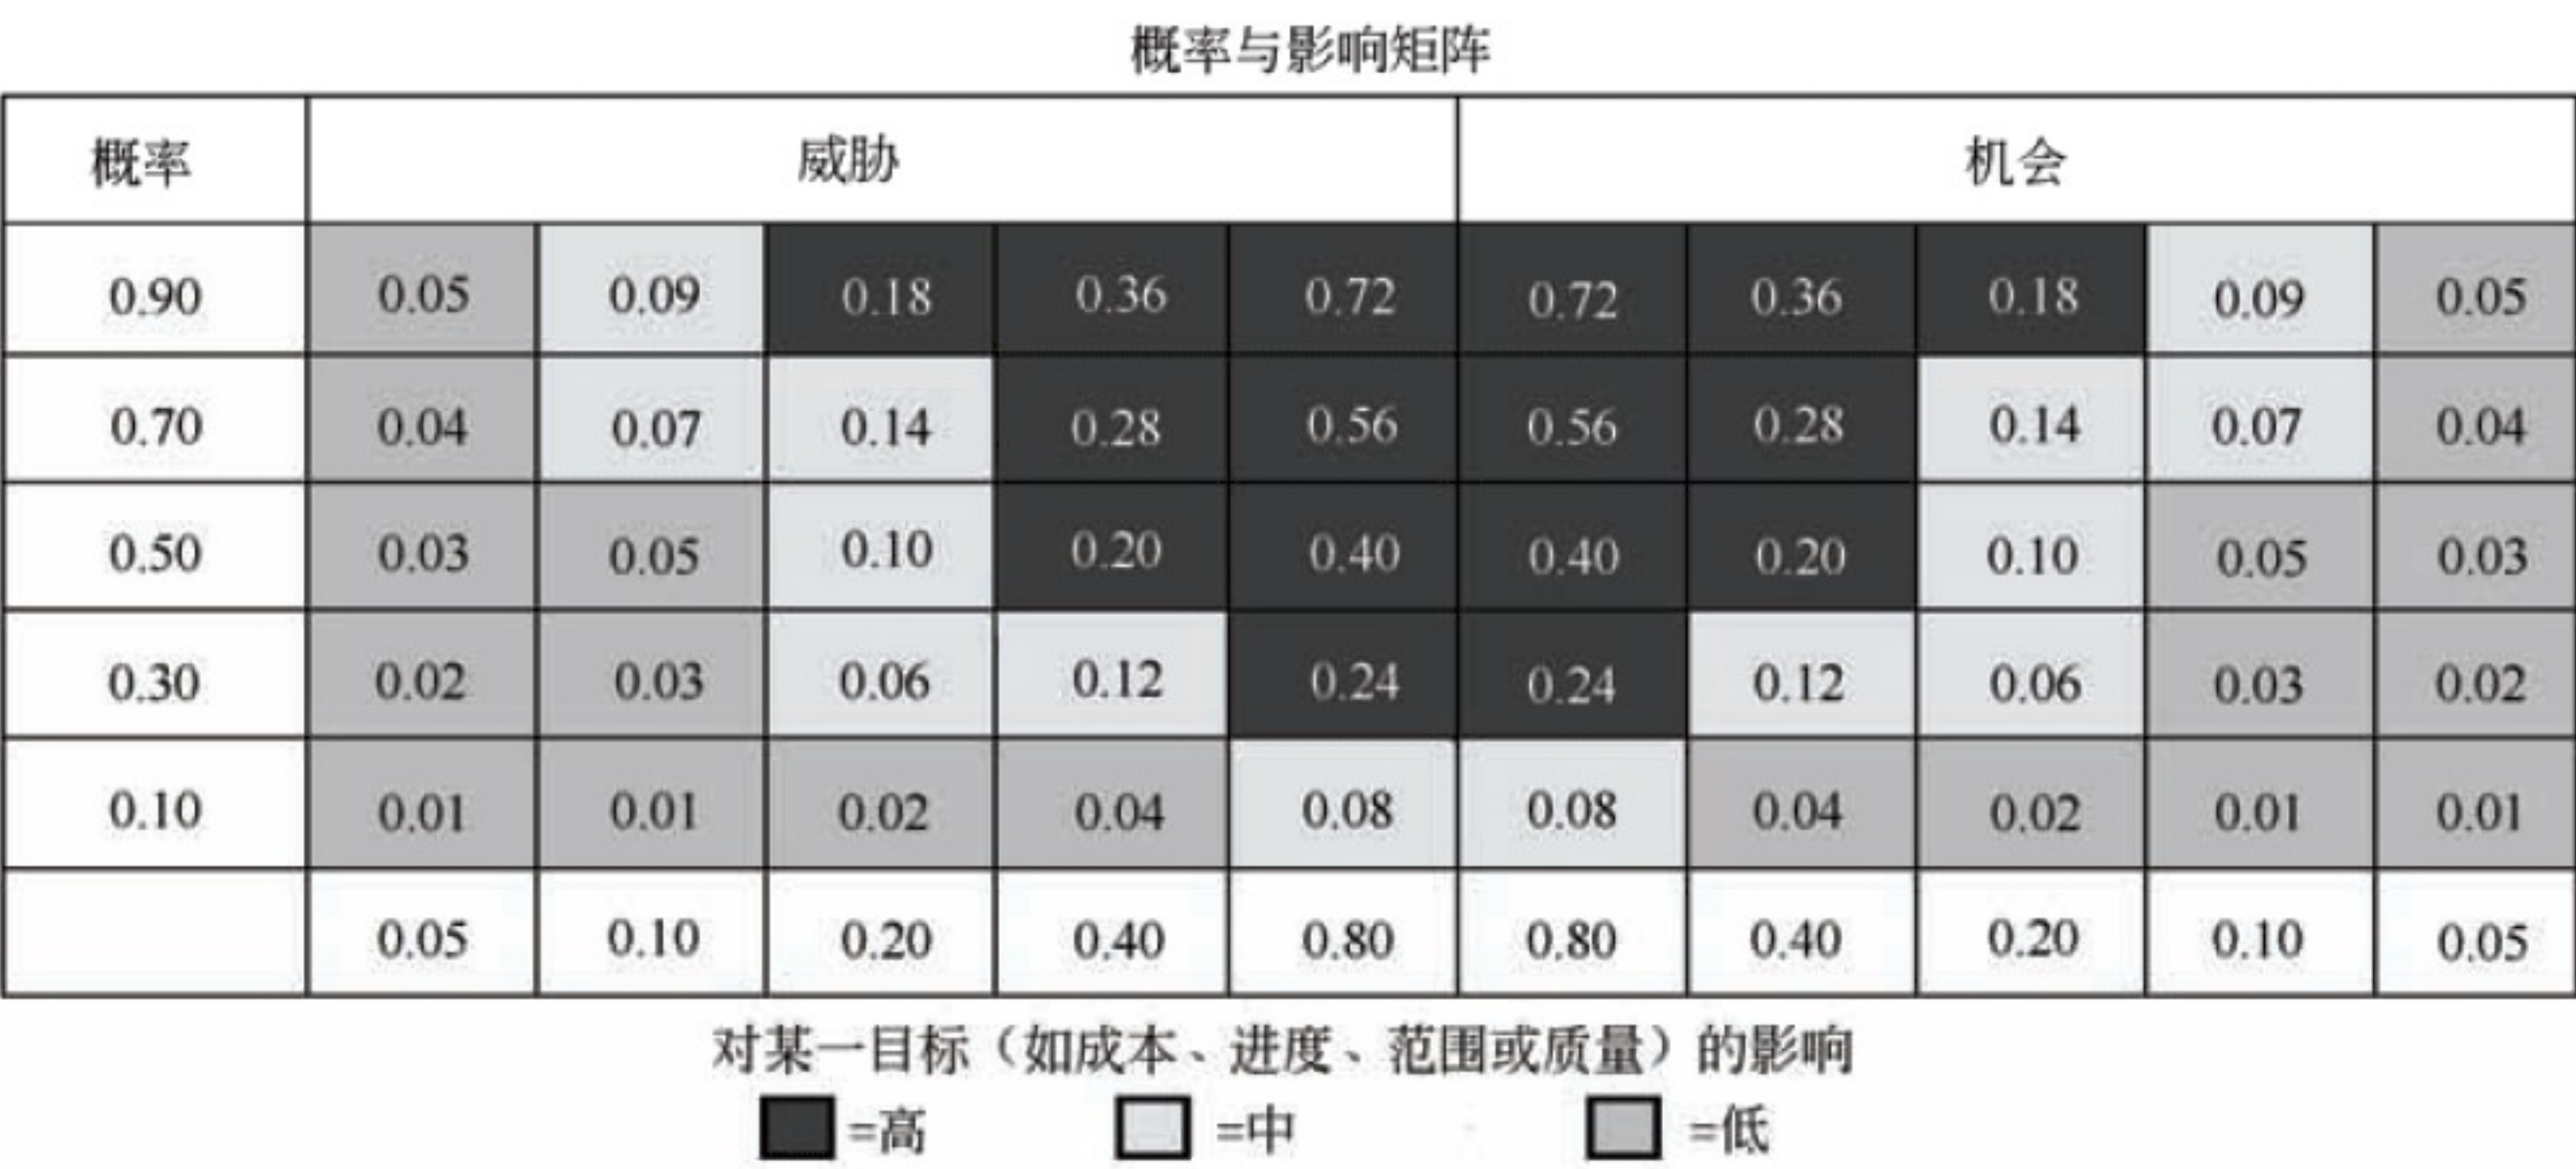 概率与影响矩阵
概率 威胁 机会
0.90 0.05 0.09 0.18 0.36 0.72 0.72 0.36 0.18 0.09 0.05
0.70 0.04 0.07 0.14 0.28 0.56 0.56 0.28 0.14 0.07 0.04
0.50 0.03 0.05 0.10 0.20 0.40 0.40 0.20 0.10 0.05 0.03
0.30 0.02 0.03 0.06 0.12 0.24 0.24 0.12 0.06 0.03 0.02
0.10 0.01 0.01 0.02 0.04 0.08 0.08 0.04 0.02 0.01 0.01
0.05 0.10 0.20 0.40 0.80 0.80 0.40 0.20 0.10 0.05
对某一目标（如成本、进度、范围或质量）的影响
=高 =中 =低